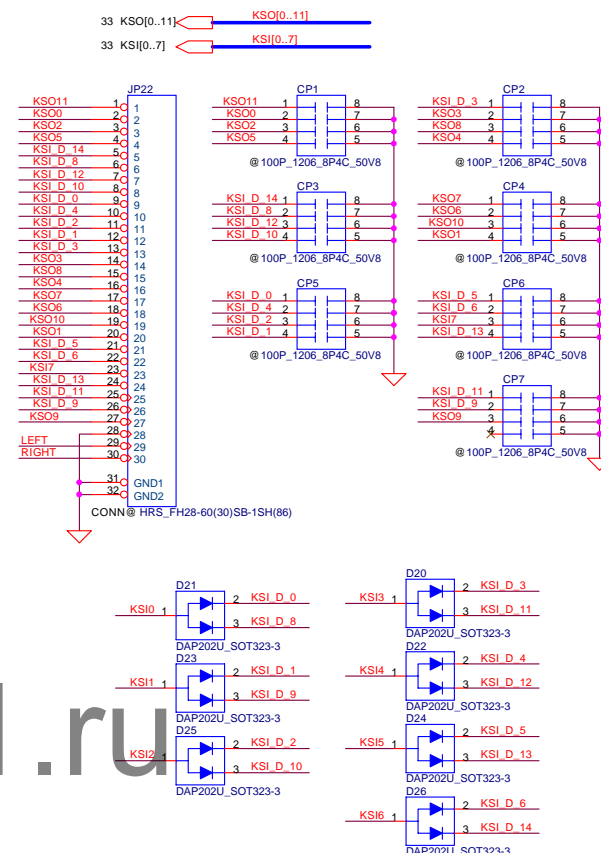 33 KSO[0..11] KSO[0..11]
33 KSI[0..7] KSI[0..7]
JP22
KSO11 1 1
KSO0 2 2
KSO2 3 3
KSO5 4 4
KSI_D_14 5 5
KSI_D_8 6 6
KSI_D_12 7 7
KSI_D_10 8 8
KSI_D_0 9 9
KSI_D_4 10 10
KSI_D_2 11 11
KSI_D_1 12 12
KSI_D_3 13 13
KSO3 14 14
KSO8 15 15
KSO4 16 16
KSO7 17 17
KSO6 18 18
KSO10 19 19
KSO1 20 20
KSI_D_5 21 21
KSI_D_6 22 22
KSI7 23 23
KSI_D_13 24 24
KSI_D_11 25 25
KSI_D_9 26 26
KSO9 27 27
28 28
LEFT 29 29
RIGHT 30 30
31 GND1
32 GND2
CONN@ HRS_FH28-60(30)SB-1SH(86)
CP1
KSO11 1 8
KSO0 2 7
KSO2 3 6
KSO5 4 5
@100P_1206_8P4C_50V8
CP2
KSI_D_3 1 8
KSO3 2 7
KSO8 3 6
KSO4 4 5
@100P_1206_8P4C_50V8
CP3
KSI_D_14 1 8
KSI_D_8 2 7
KSI_D_12 3 6
KSI_D_10 4 5
@100P_1206_8P4C_50V8
CP4
KSO7 1 8
KSO6 2 7
KSO10 3 6
KSO1 4 5
@100P_1206_8P4C_50V8
CP5
KSI_D_0 1 8
KSI_D_4 2 7
KSI_D_2 3 6
KSI_D_1 4 5
@100P_1206_8P4C_50V8
CP6
KSI_D_5 1 8
KSI_D_6 2 7
KSI7 3 6
KSI_D_13 4 5
@100P_1206_8P4C_50V8
CP7
KSI_D_11 1 8
KSI_D_9 2 7
KSO9 3 6
4 5
@100P_1206_8P4C_50V8
D21
KSI0 1 2 KSI_D_0
3 KSI_D_8
DAP202U_SOT323-3
D20
KSI3 1 2 KSI_D_3
3 KSI_D_11
DAP202U_SOT323-3
D23
KSI1 1 2 KSI_D_1
3 KSI_D_9
DAP202U_SOT323-3
D22
KSI4 1 2 KSI_D_4
3 KSI_D_12
DAP202U_SOT323-3
D25
KSI2 1 2 KSI_D_2
3 KSI_D_10
DAP202U_SOT323-3
D24
KSI5 1 2 KSI_D_5
3 KSI_D_13
DAP202U_SOT323-3
D26
KSI6 1 2 KSI_D_6
3 KSI_D_14
DAP202U_SOT323-3
.ru